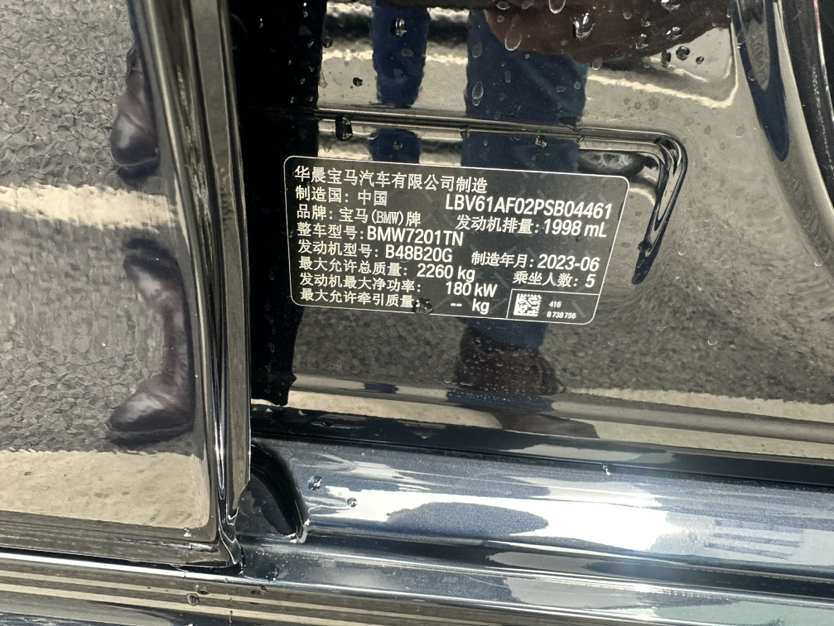 华晨宝马汽车有限公司制造
制造国：中国 LBV61AF02PSB04461
品牌：宝马(BMW)牌 发动机排量：1998 mL
整车型号：BMW7201TN
发动机型号：B48B20G 制造年月：2023-06
最大允许总质量： 2260 kg 乘坐人数：5
发动机最大净功率： 180 kW
最大允许牵引质量： -- kg
416
8 738 756